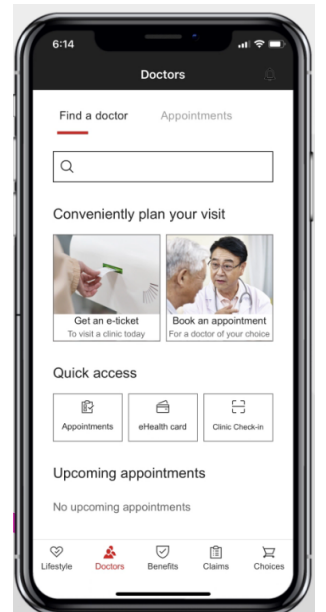 6:14
Doctors
Find a doctor
Appointments
Conveniently plan your visit
Get an e-ticket
To visit a clinic today
Book an appointment
For a doctor of your choice
Quick access
Appointments
eHealth card
Clinic Check-in
Upcoming appointments
No upcoming appointments
Lifestyle
Doctors
Benefits
Claims
Choices